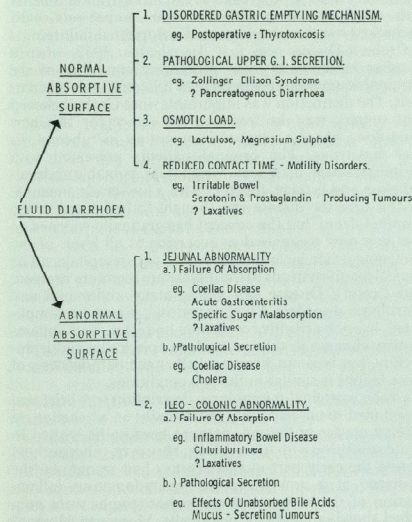 1. DISORDERED GASTRIC EMPTYING MECHANISM.
eg. Postoperative : Thyrotoxicosis
NORMAL
ABSORPTIVE
SURFACE
2. PATHOLOGICAL UPPER G. I. SECRETION.
eg. Zollinger Ellison Syndrome
? Pancreatogenous Diarrhoea
3. OSMOTIC LOAD.
eg. Lactulose, Magnesium Sulphate
4. REDUCED CONTACT TIME. - Motility Disorders.
eg. Irritable Bowel
Serotonin & Prostaglandin Producing Tumours
? Laxatives
FLUID DIARRHOEA
ABNORMAL
ABSORPTIVE
SURFACE
1. JEJUNAL ABNORMALITY
a.) Failure Of Absorption
eg. Coeliac Disease
Acute Gastroenteritis
Specific Sugar Malabsorption
? Laxatives
b.) Pathological Secretion
eg. Coeliac Disease
Cholera
2. ILEO - COLONIC ABNORMALITY.
a.) Failure Of Absorption
eg. Inflammatory Bowel Disease
Chloridorrhoea
? Laxatives
b.) Pathological Secretion
eg. Effects Of Unabsorbed Bile Acids
Mucus - Secreting Tumours